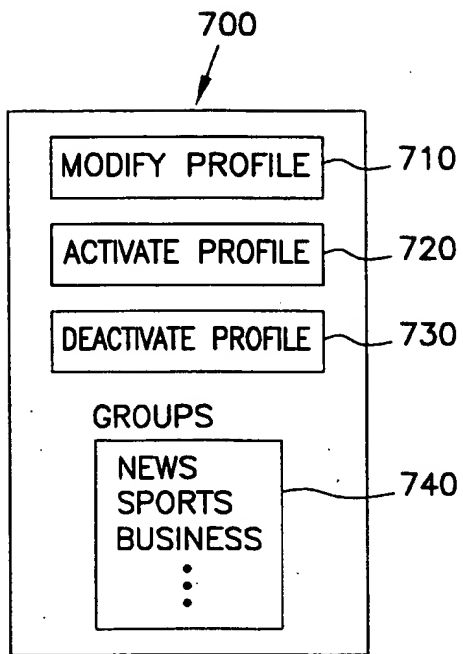 700
MODIFY PROFILE
710
ACTIVATE PROFILE
720
DEACTIVATE PROFILE
730
GROUPS
NEWS
SPORTS
BUSINESS
740